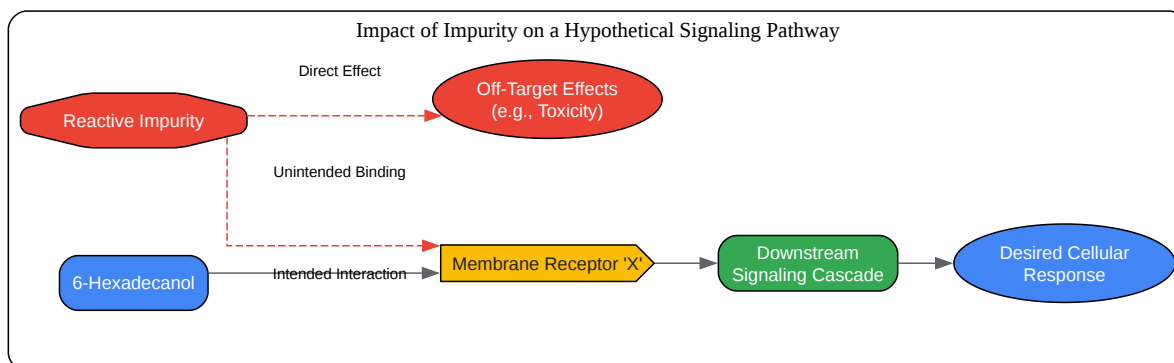 Impact of Impurity on a Hypothetical Signaling Pathway
Direct Effect
Off-Target Effects
(e.g., Toxicity)
Reactive Impurity
Unintended Binding
6-Hexadecanol
Intended Interaction
Membrane Receptor 'X'
Downstream
Signaling Cascade
Desired Cellular
Response